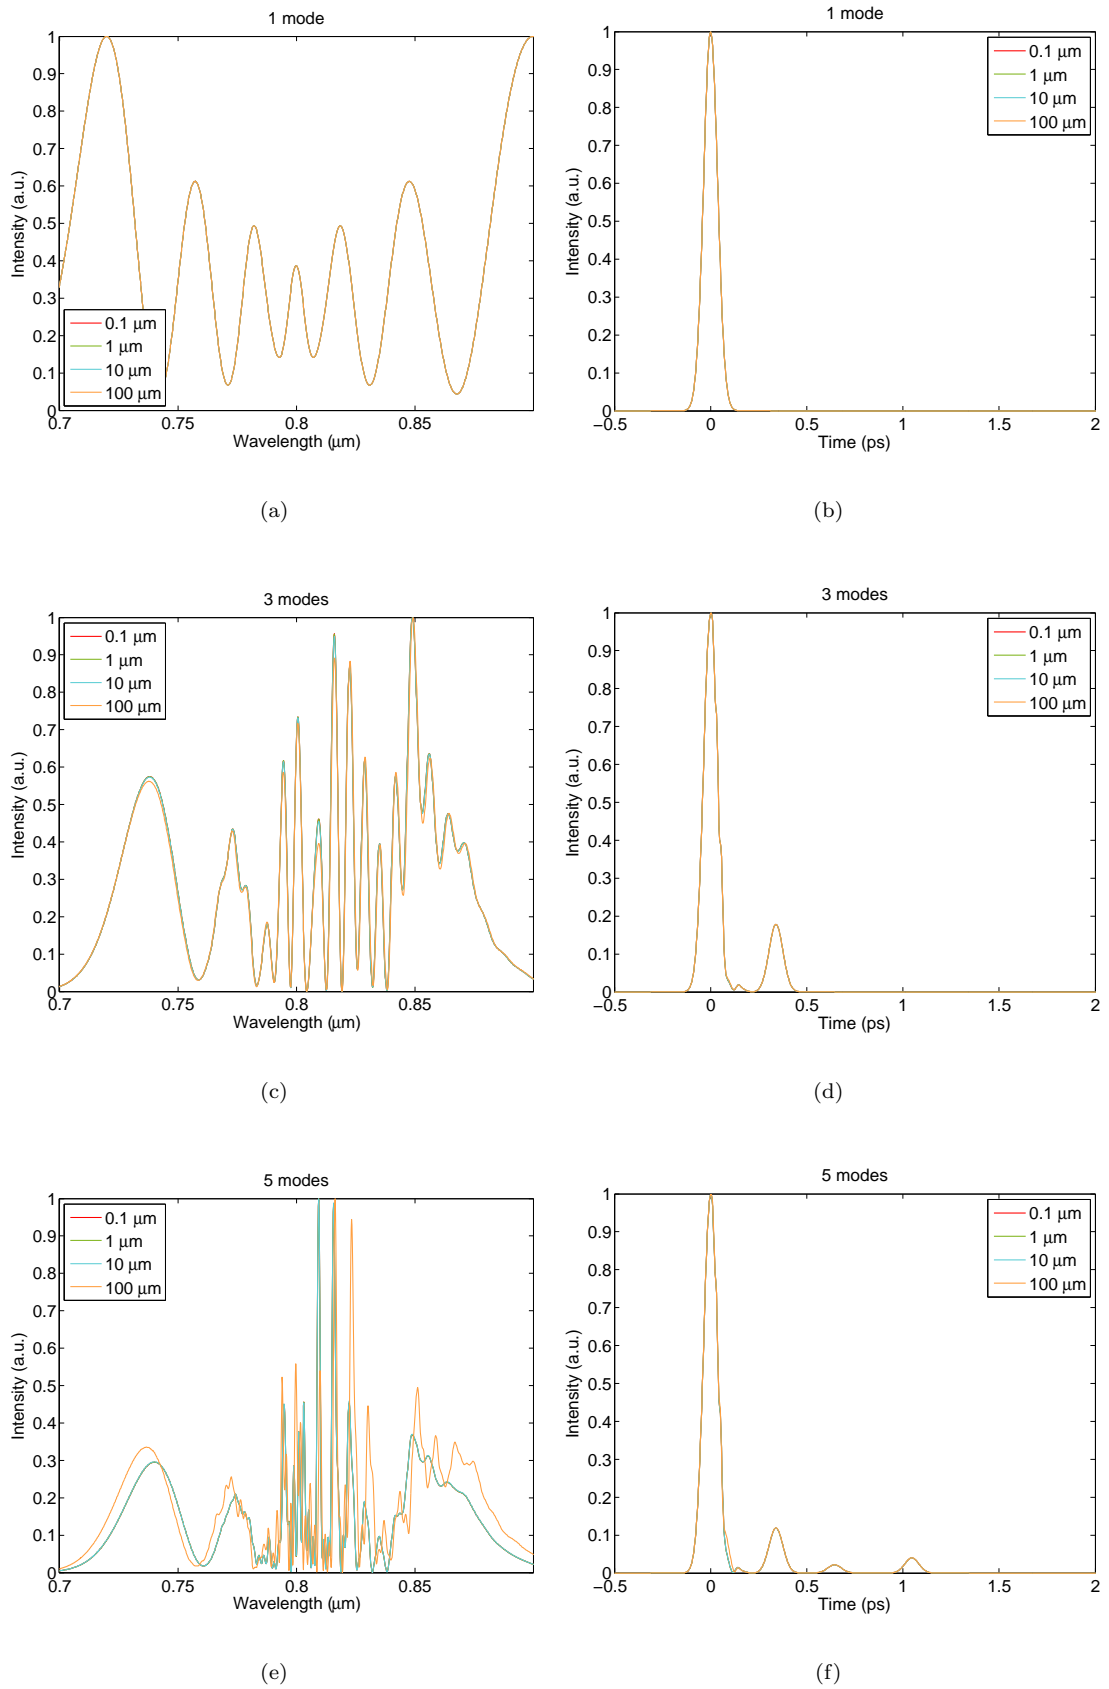 1 mode
1
0.9
0.8
0.7
0.6
0.5
0.4
0.3
0.2
0.1
0
Intensity (a.u.)
0.1 µm
1 µm
10 µm
100 µm
0.7 0.75 0.8 0.85
Wavelength (µm)
(a)
1 mode
1
0.9
0.8
0.7
0.6
0.5
0.4
0.3
0.2
0.1
0
Intensity (a.u.)
0.1 µm
1 µm
10 µm
100 µm
−0.5 0 0.5 1 1.5 2
Time (ps)
(b)
3 modes
1
0.9
0.8
0.7
0.6
0.5
0.4
0.3
0.2
0.1
0
Intensity (a.u.)
0.1 µm
1 µm
10 µm
100 µm
0.7 0.75 0.8 0.85
Wavelength (µm)
(c)
3 modes
1
0.9
0.8
0.7
0.6
0.5
0.4
0.3
0.2
0.1
0
Intensity (a.u.)
0.1 µm
1 µm
10 µm
100 µm
−0.5 0 0.5 1 1.5 2
Time (ps)
(d)
5 modes
1
0.9
0.8
0.7
0.6
0.5
0.4
0.3
0.2
0.1
0
Intensity (a.u.)
0.1 µm
1 µm
10 µm
100 µm
0.7 0.75 0.8 0.85
Wavelength (µm)
(e)
5 modes
1
0.9
0.8
0.7
0.6
0.5
0.4
0.3
0.2
0.1
0
Intensity (a.u.)
0.1 µm
1 µm
10 µm
100 µm
−0.5 0 0.5 1 1.5 2
Time (ps)
(f)